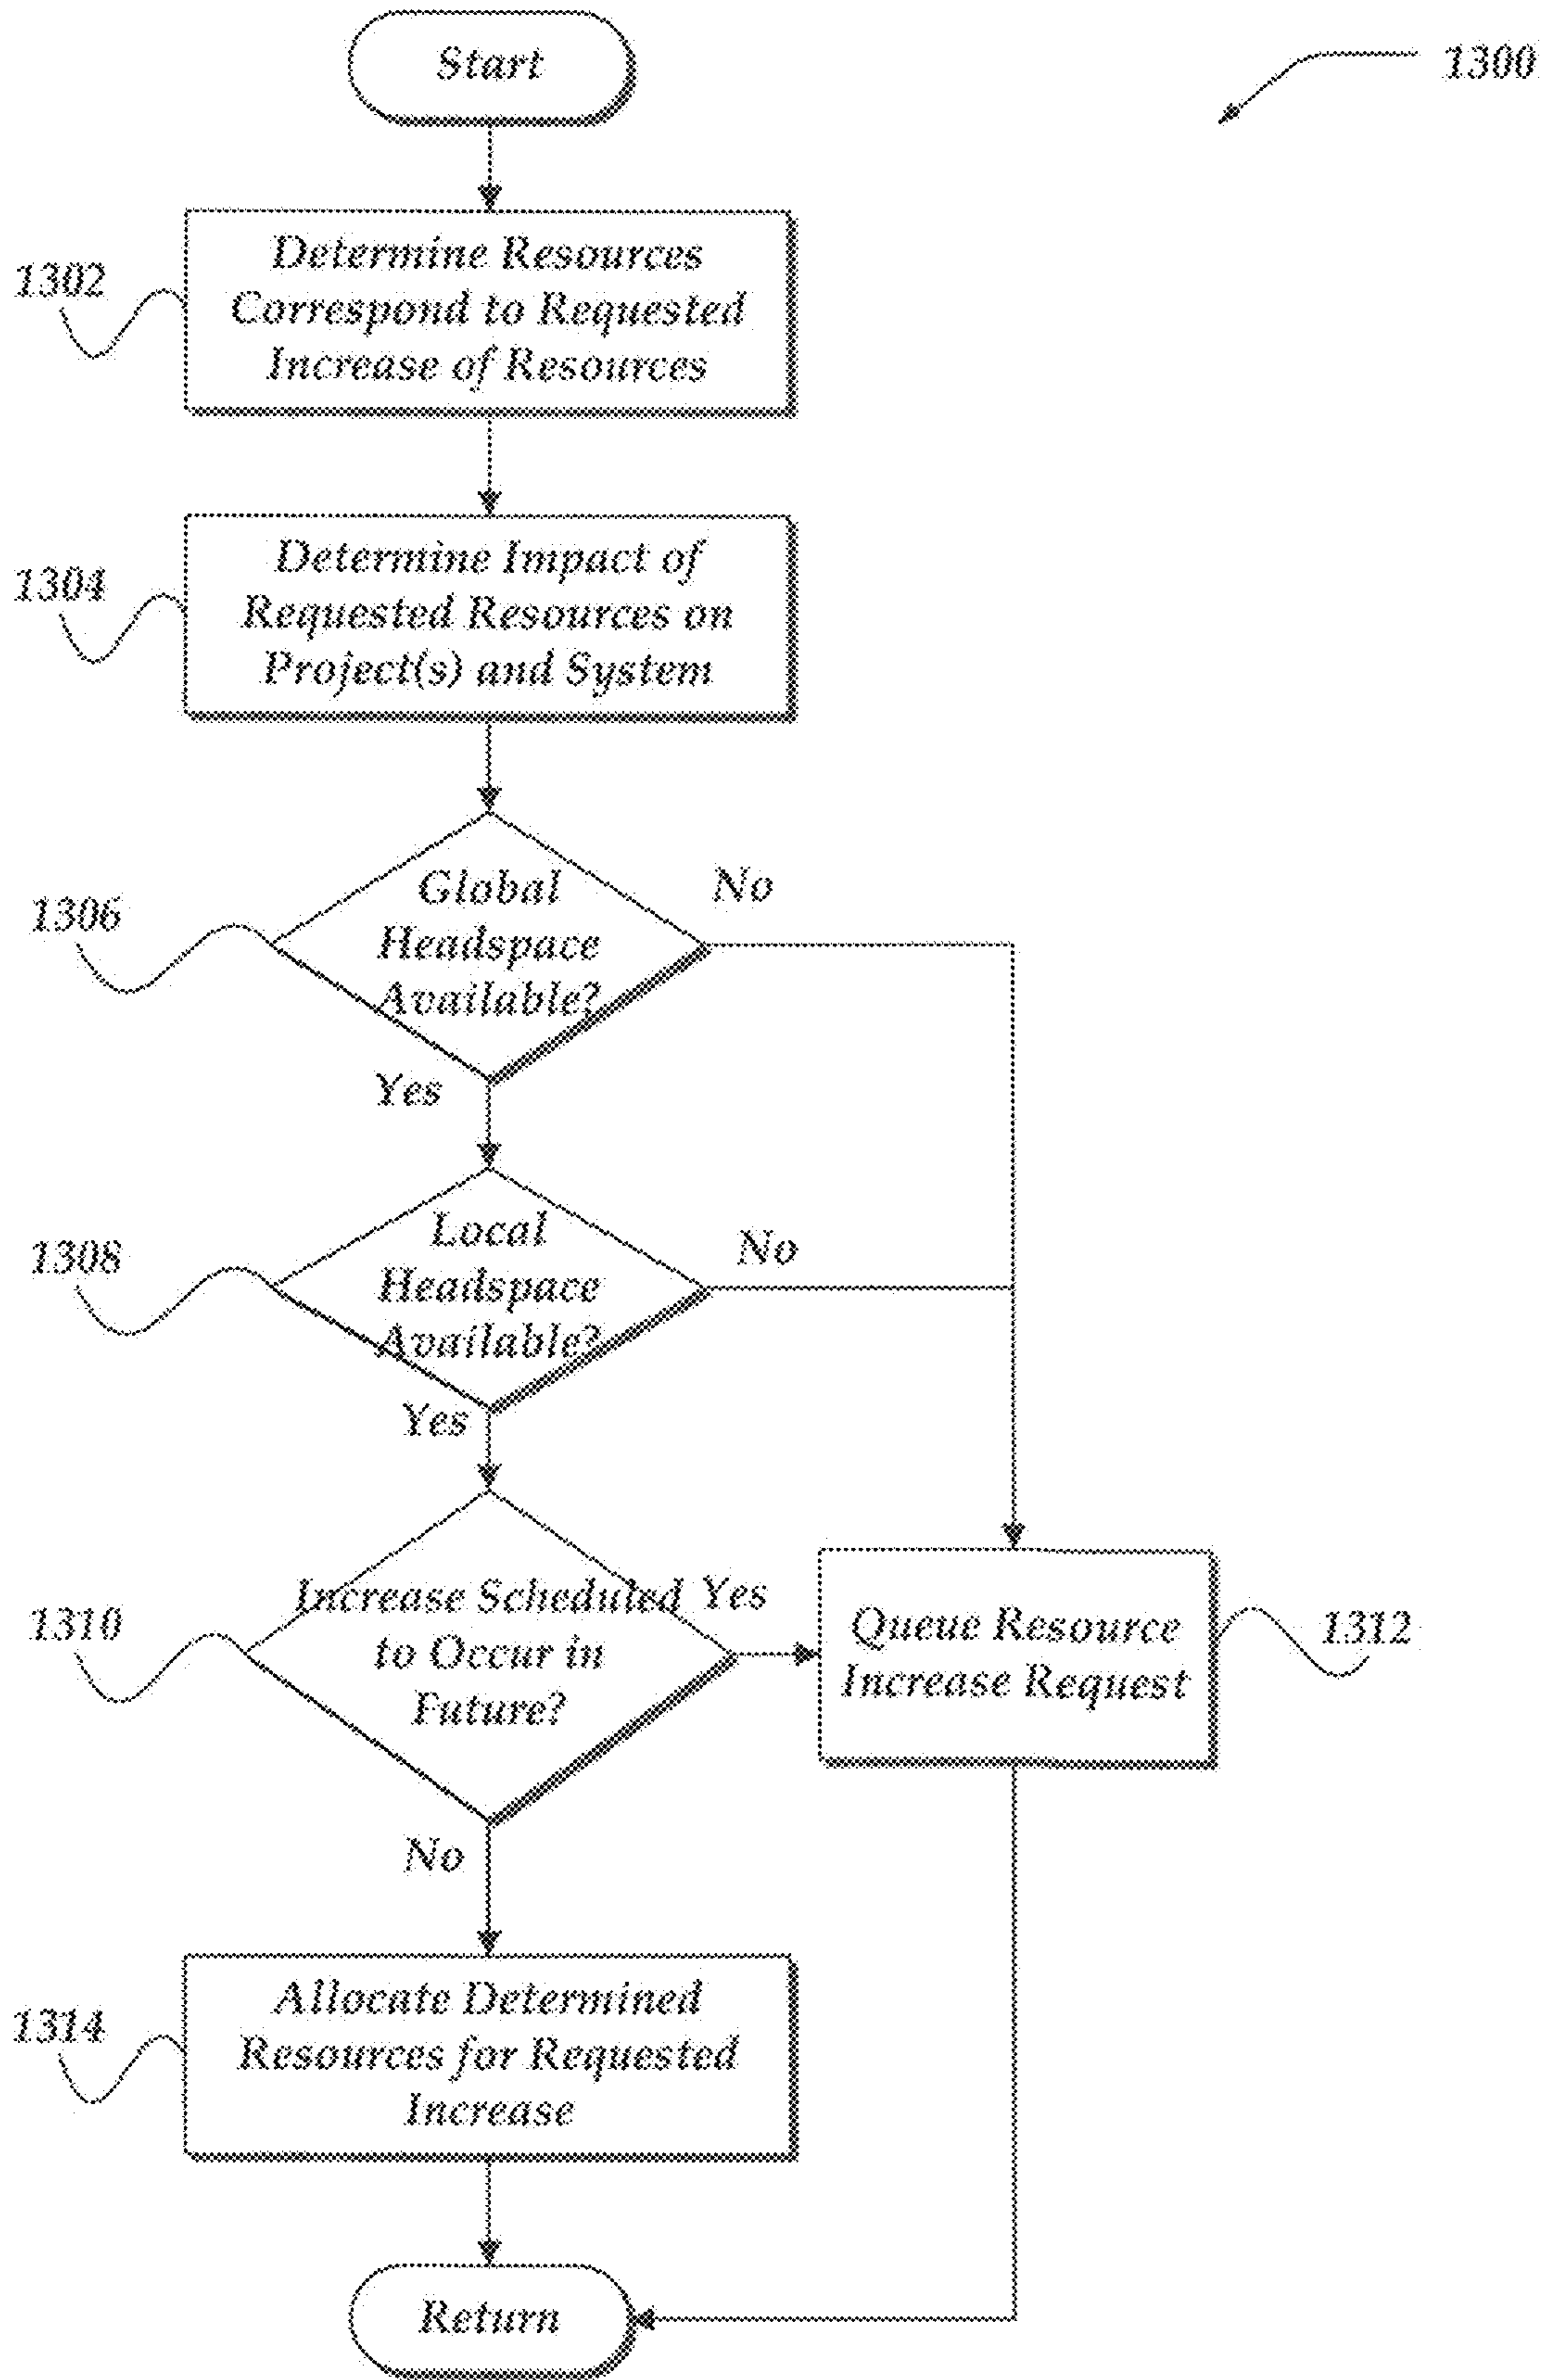 Start
1300
1302
Determine Resources
Correspond to Requested
Increase of Resources
1304
Determine Impact of
Requested Resources on
Project(s) and System
1306
Global
Headspace
Available?
No
Yes
1308
Local
Headspace
Available?
No
Yes
1310
Increase Scheduled
to Occur in
Future?
Yes
No
Queue Resource
Increase Request
1312
1314
Allocate Determined
Resources for Requested
Increase
Return